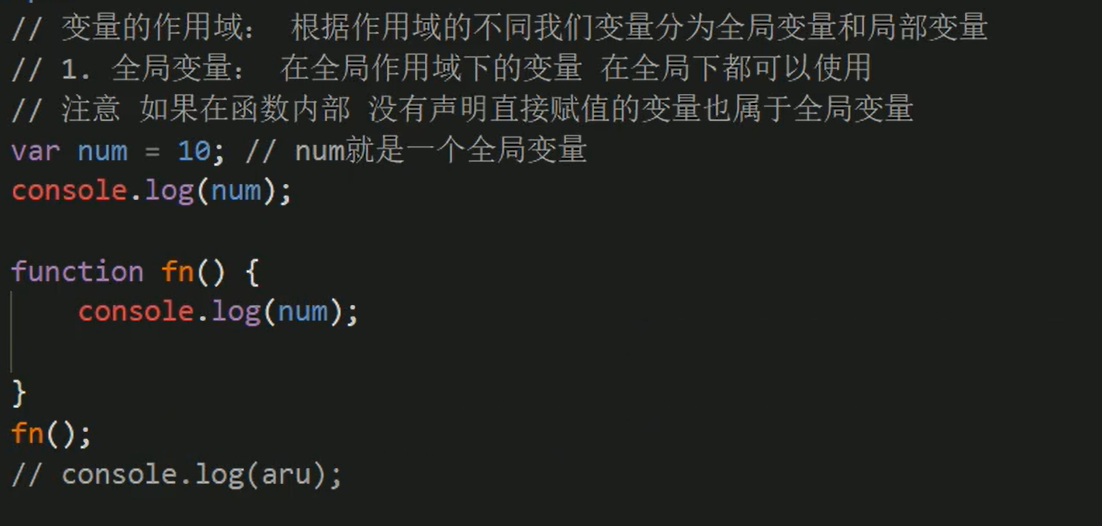 // 变量的作用域： 根据作用域的不同我们变量分为全局变量和局部变量
// 1. 全局变量： 在全局作用域下的变量 在全局下都可以使用
// 注意 如果在函数内部 没有声明直接赋值的变量也属于全局变量
var num = 10; // num就是一个全局变量
console.log(num);
function fn() {
    console.log(num);
}
fn();
// console.log(aru);